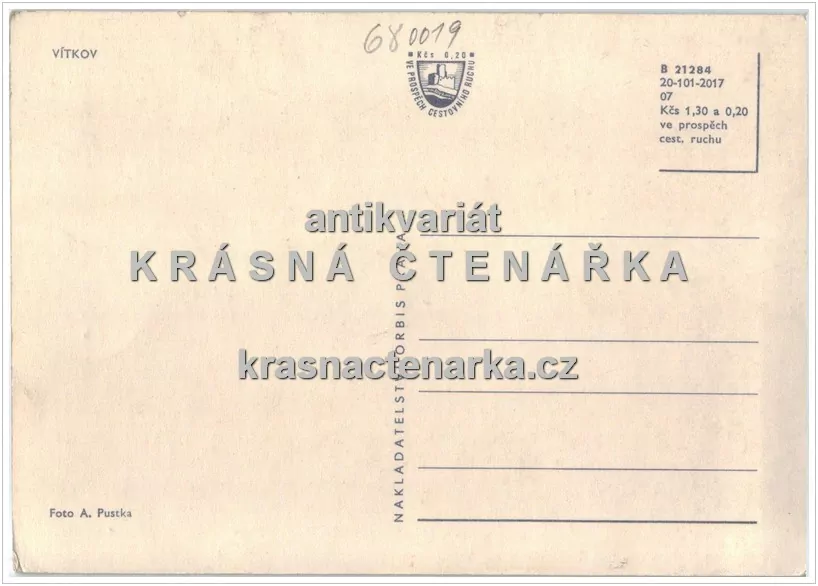 680019
VÍTKOV
Kčs 0,20
VE PROSPĚCH CESTOVNÍHO RUCHU
B 21284
20-101-2017
07
Kčs 1,30 a 0,20
ve prospěch
cest. ruchu
antikvariát
KRÁSNÁ ČTENÁŘKA
krasnactenarka.cz
NAKLADATELSTVÍ ORBIS PRAHA
Foto A. Pustka